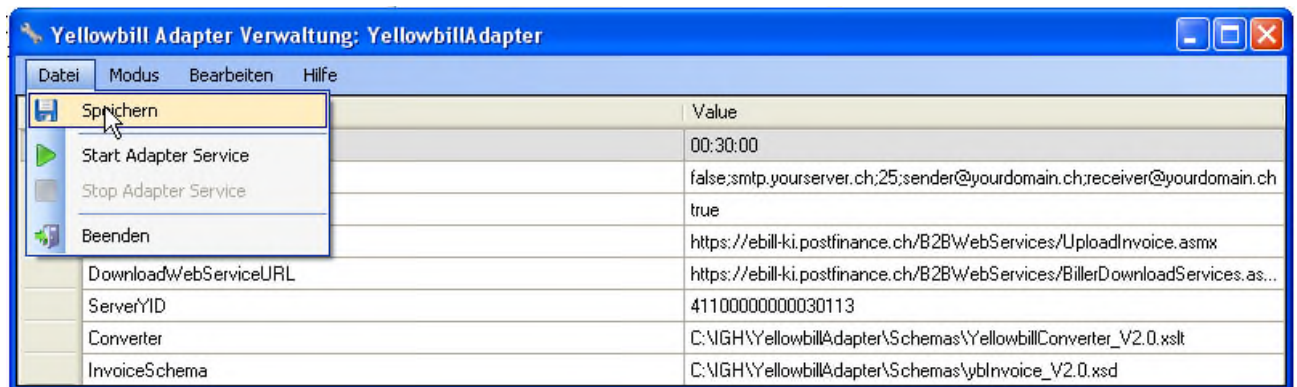 Yellowbill Adapter Verwaltung: YellowbillAdapter
Datei Modus Bearbeiten Hilfe
Speichern Value
00:30:00
Start Adapter Service
false;smtp.yourserver.ch;25;sender@yourdomain.ch;receiver@yourdomain.ch
Stop Adapter Service
true
Beenden
https://ebill-ki.postfinance.ch/B2BWebServices/UploadInvoice.asmx
DownloadWebServiceURL https://ebill-ki.postfinance.ch/B2BWebServices/BillerDownloadServices.as...
ServerYID 41100000000030113
Converter C:\IGH\YellowbillAdapter\Schemas\YellowbillConverter_V2.0.xslt
InvoiceSchema C:\IGH\YellowbillAdapter\Schemas\ybInvoice_V2.0.xsd